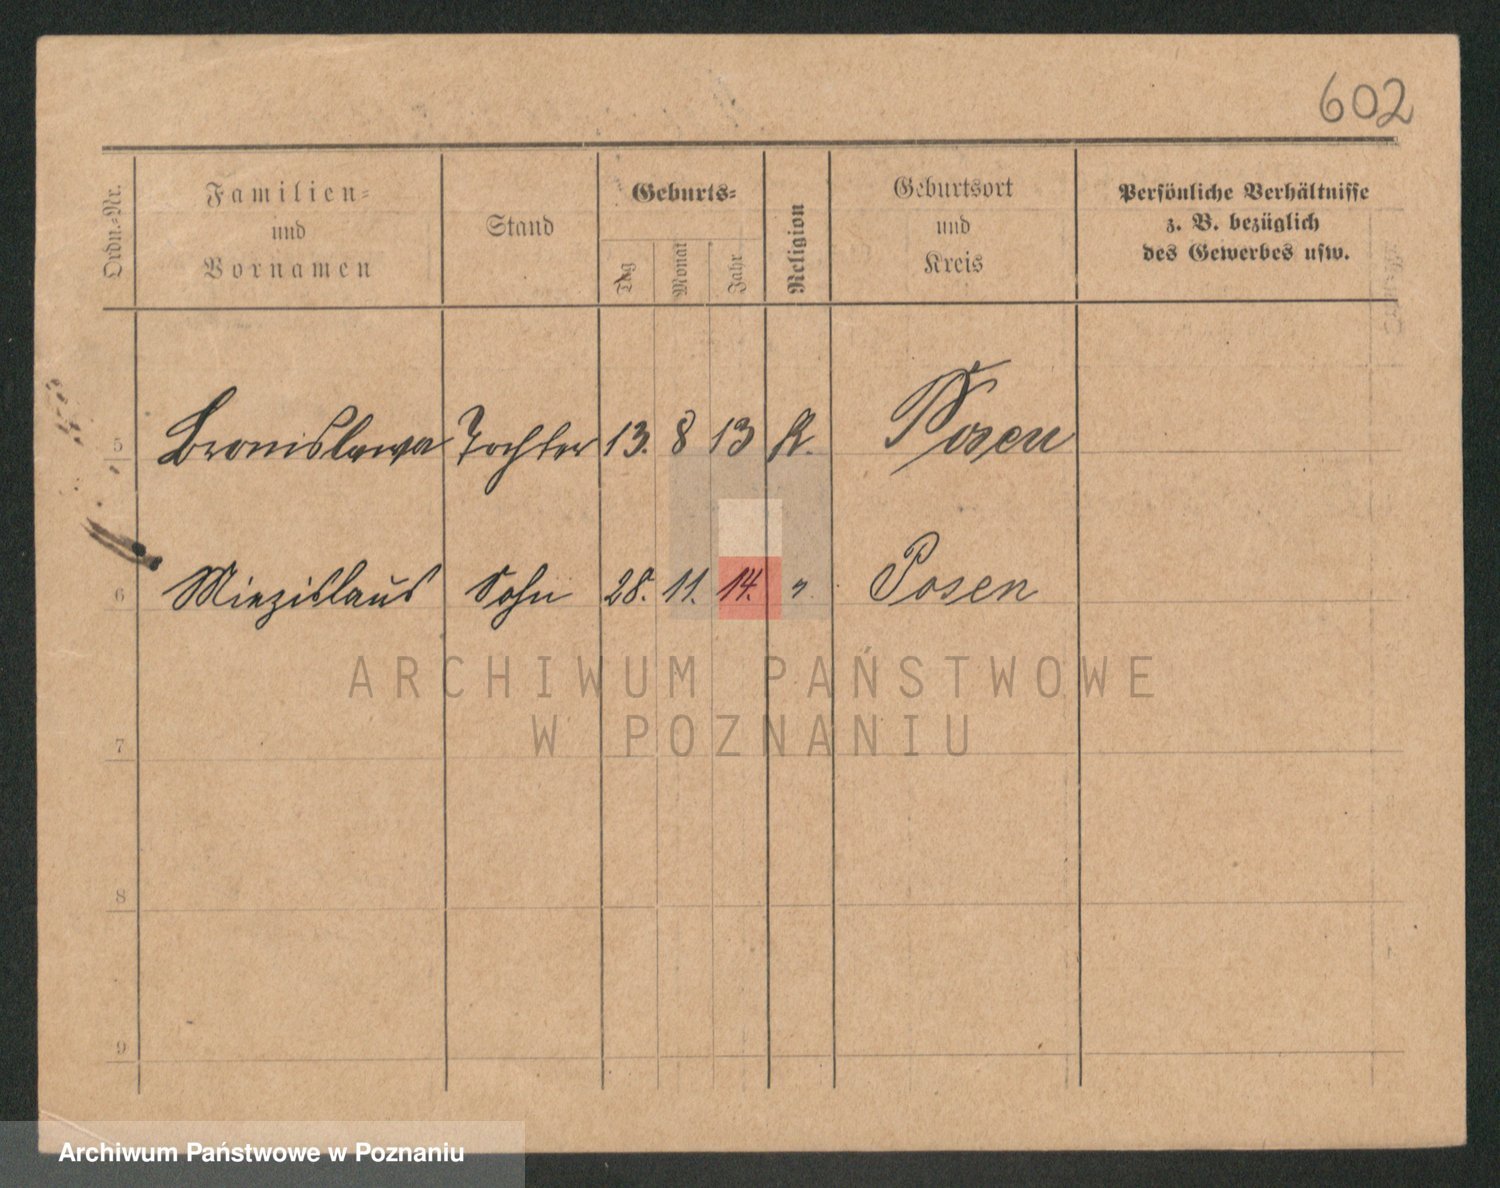 602
Ordn.-Nr.
Familien-
und
Vornamen
Stand
Geburts-
Tag
Monat
Jahr
Religion
Geburtsort
und
Kreis
Persönliche Verhältnisse
z. B. bezüglich
des Gewerbes usw.
5 Bronislawa Tochter 13. 8 13 K. Posen
6 Miezislaus Sohn 28. 11. 14. " Posen
ARCHIWUM PAŃSTWOWE
W POZNANIU
7
8
9
Archiwum Państwowe w Poznaniu